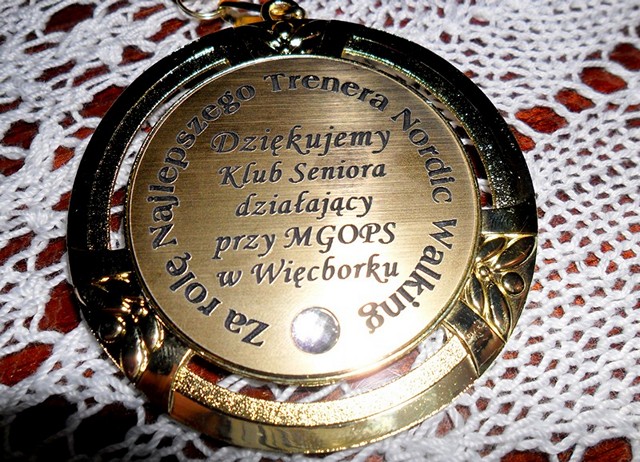 Za rolę Najlepszego Trenera Nordic Walking
Dziękujemy
Klub Seniora
działający
przy MGOPS
w Więcborku